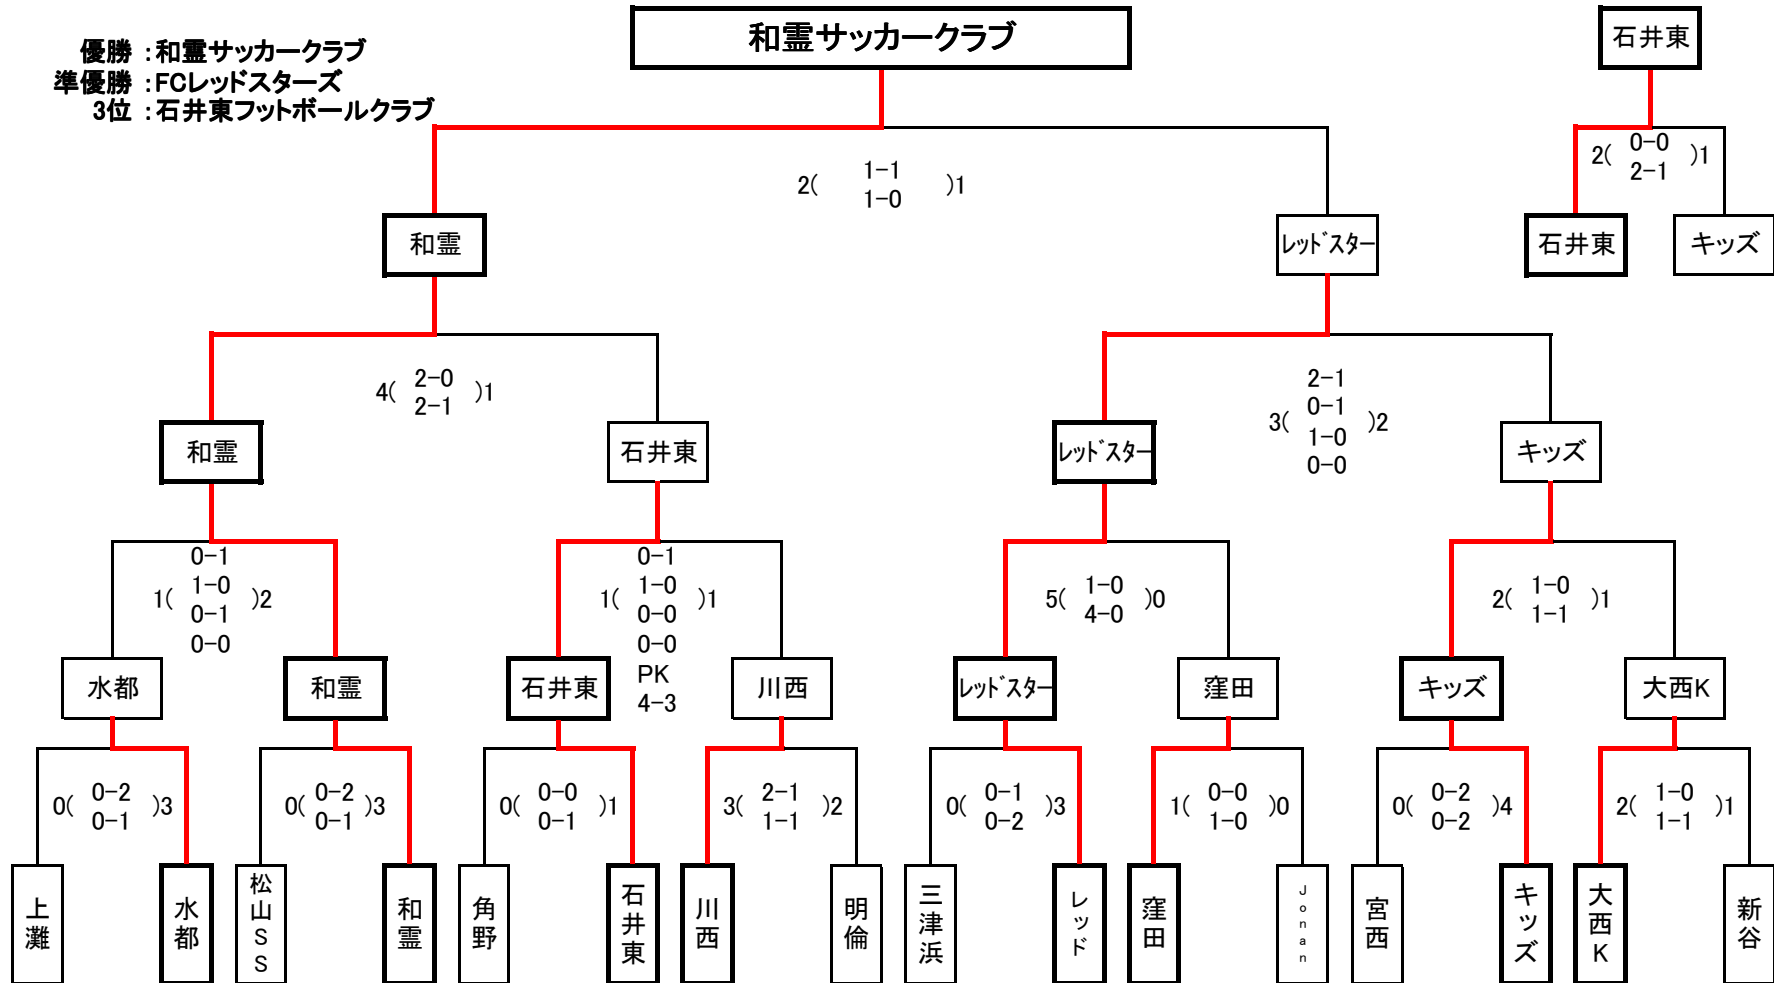 和霊サッカークラブ
石井東
優勝 :和霊サッカークラブ
準優勝 :FCレッドスターズ
3位 :石井東フットボールクラブ
2( 1-1 )1
1-0
2( 0-0 )1
2-1
和霊
ﾚｯﾄﾞｽﾀｰ
石井東
キッズ
4( 2-0 )1
2-1
2-1
0-1
3( )2
1-0
0-0
和霊
石井東
ﾚｯﾄﾞｽﾀｰ
キッズ
0-1
1-0
1( )2
0-1
0-0
0-1
1-0
1( )1
0-0
0-0
PK
4-3
5( 1-0 )0
4-0
2( 1-0 )1
1-1
水都
和霊
石井東
川西
ﾚｯﾄﾞｽﾀｰ
窪田
キッズ
大西K
0( 0-2 )3
0-1
0( 0-2 )3
0-1
0( 0-0 )1
0-1
3( 2-1 )2
1-1
0( 0-1 )3
0-2
1( 0-0 )0
1-0
0( 0-2 )4
0-2
2( 1-0 )1
1-1
上灘
水都
松山SS
和霊
角野
石井東
川西
明倫
三津浜
レッド
窪田
Jonan
宮西
キッズ
大西K
新谷